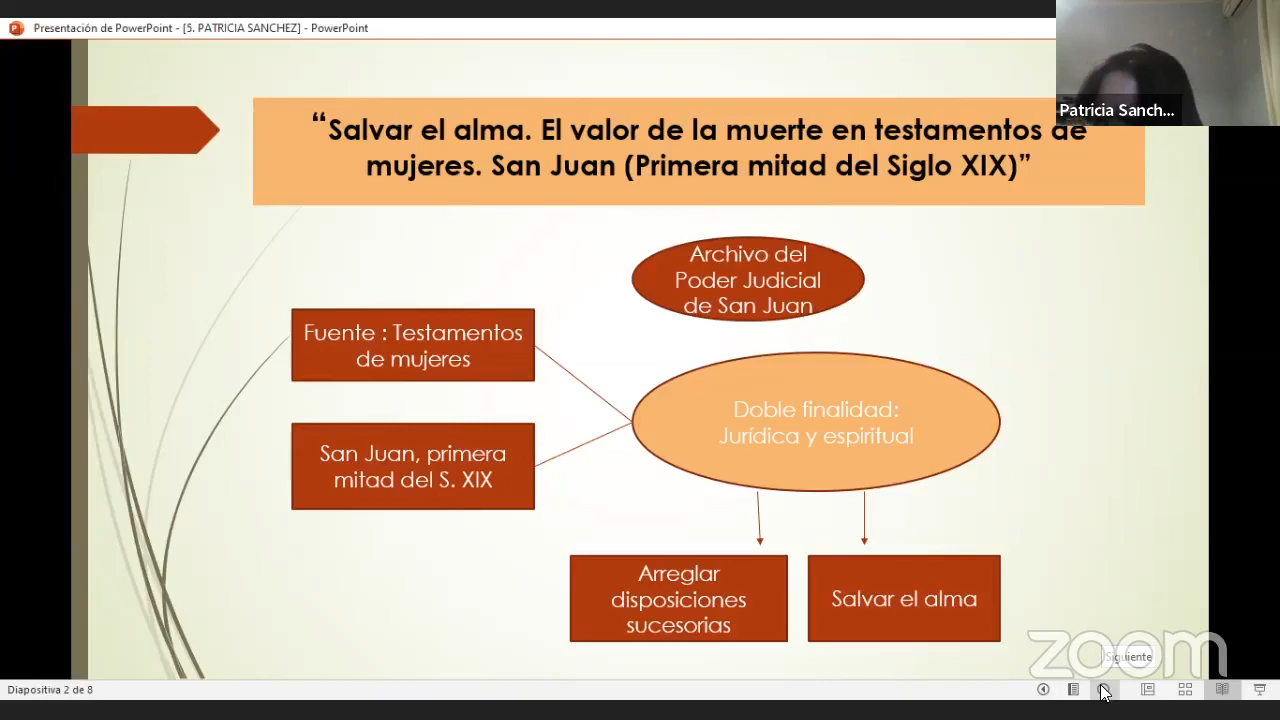 Presentación de PowerPoint - [5. PATRICIA SANCHEZ] - PowerPoint
Patricia Sanch...
“Salvar el alma. El valor de la muerte en testamentos de
mujeres. San Juan (Primera mitad del Siglo XIX)”
Archivo del
Poder Judicial
de San Juan
Fuente : Testamentos
de mujeres
Doble finalidad:
Jurídica y espiritual
San Juan, primera
mitad del S. XIX
Arreglar
disposiciones
sucesorias
Salvar el alma
zoom
Siguiente
Diapositiva 2 de 8